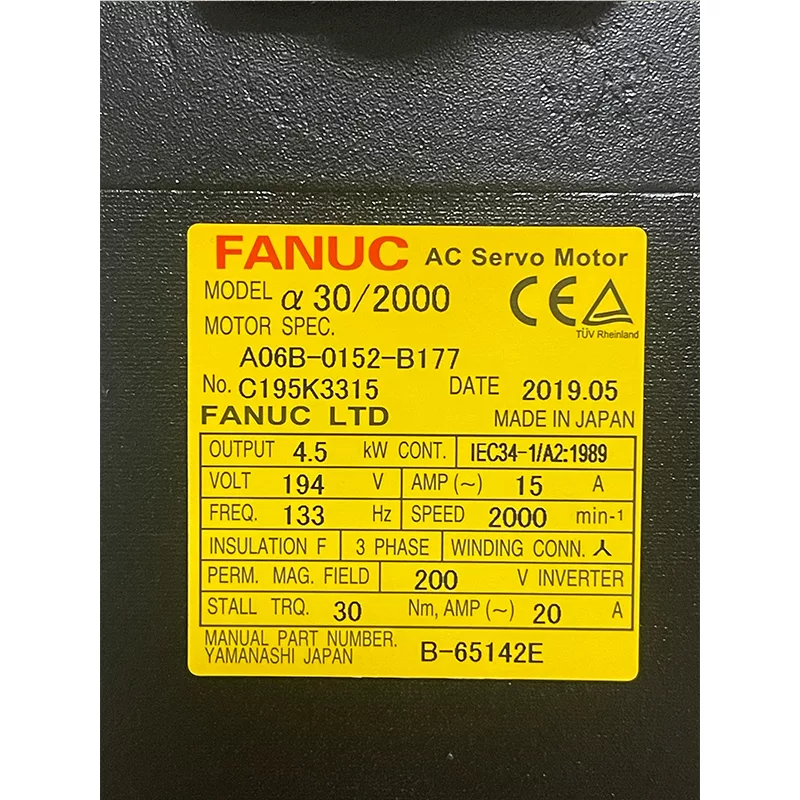 FANUC AC Servo Motor
MODEL α 30/2000
CE
TÜV Rheinland
MOTOR SPEC.
A06B-0152-B177
No. C195K3315 DATE 2019.05
FANUC LTD MADE IN JAPAN
OUTPUT 4.5 kW CONT. IEC34-1/A2:1989
VOLT 194 V AMP (~) 15 A
FREQ. 133 Hz SPEED 2000 min-1
INSULATION F 3 PHASE WINDING CONN. 人
PERM. MAG. FIELD 200 V INVERTER
STALL TRQ. 30 Nm, AMP (~) 20 A
MANUAL PART NUMBER.
YAMANASHI JAPAN B-65142E